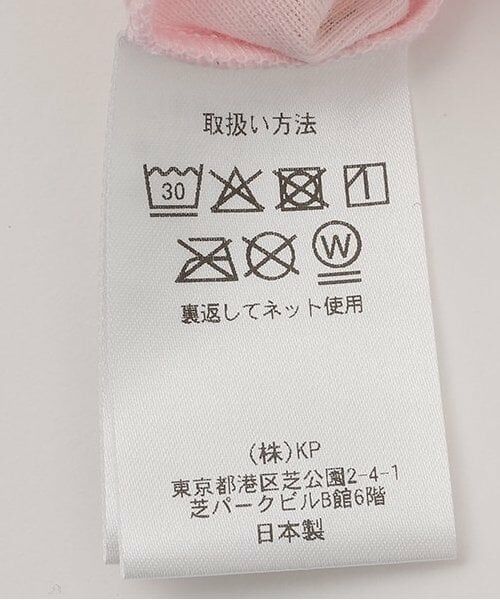 取扱い方法
30
W
裏返してネット使用
(株)KP
東京都港区芝公園2-4-1
芝パークビルB館6階
日本製